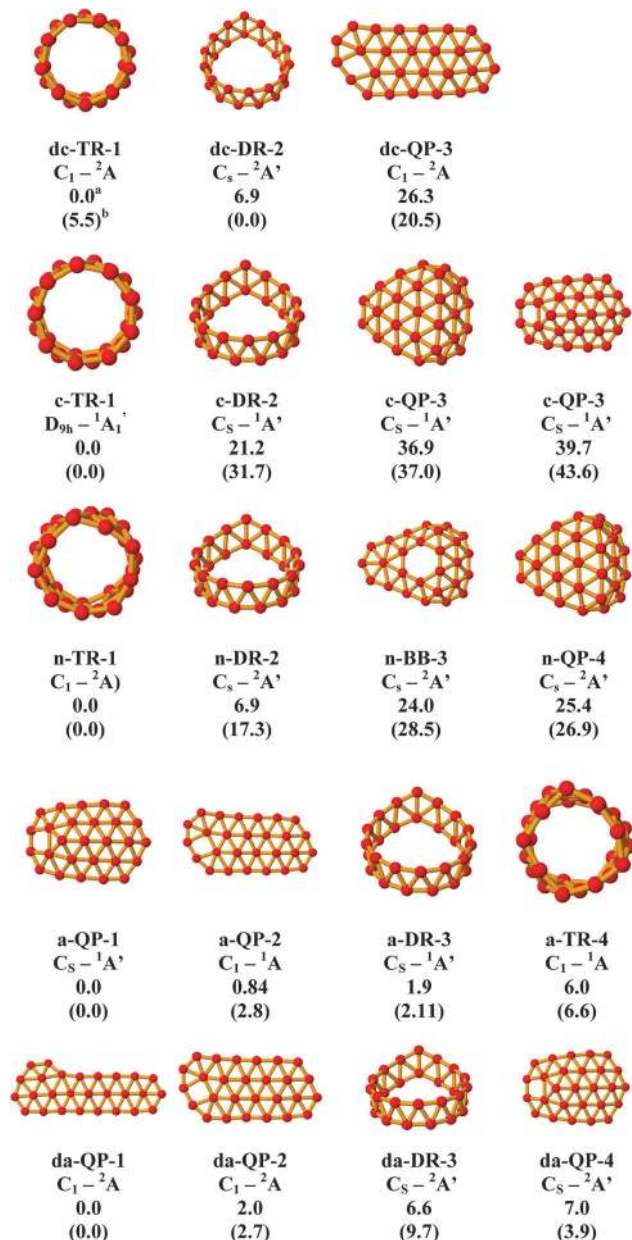 dc-TR-1 dc-DR-2 dc-QP-3
C₁ – ²A Cₛ – ²A’ C₁ – ²A
0.0ᵃ 6.9 26.3
(5.5)ᵇ (0.0) (20.5)
c-TR-1 c-DR-2 c-QP-3 c-QP-3
D₉ₕ – ¹A₁’ C_S – ¹A’ C_S – ¹A’ C_S – ¹A’
0.0 21.2 36.9 39.7
(0.0) (31.7) (37.0) (43.6)
n-TR-1 n-DR-2 n-BB-3 n-QP-4
C₁ – ²A) Cₛ – ²A’ Cₛ – ²A’ Cₛ – ²A’
0.0 6.9 24.0 25.4
(0.0) (17.3) (28.5) (26.9)
a-QP-1 a-QP-2 a-DR-3 a-TR-4
C_S – ¹A’ C₁ – ¹A C_S – ¹A’ C₁ – ¹A
0.0 0.84 1.9 6.0
(0.0) (2.8) (2.11) (6.6)
da-QP-1 da-QP-2 da-DR-3 da-QP-4
C₁ – ²A C₁ – ²A C_S – ²A’ C_S – ²A’
0.0 2.0 6.6 7.0
(0.0) (2.7) (9.7) (3.9)